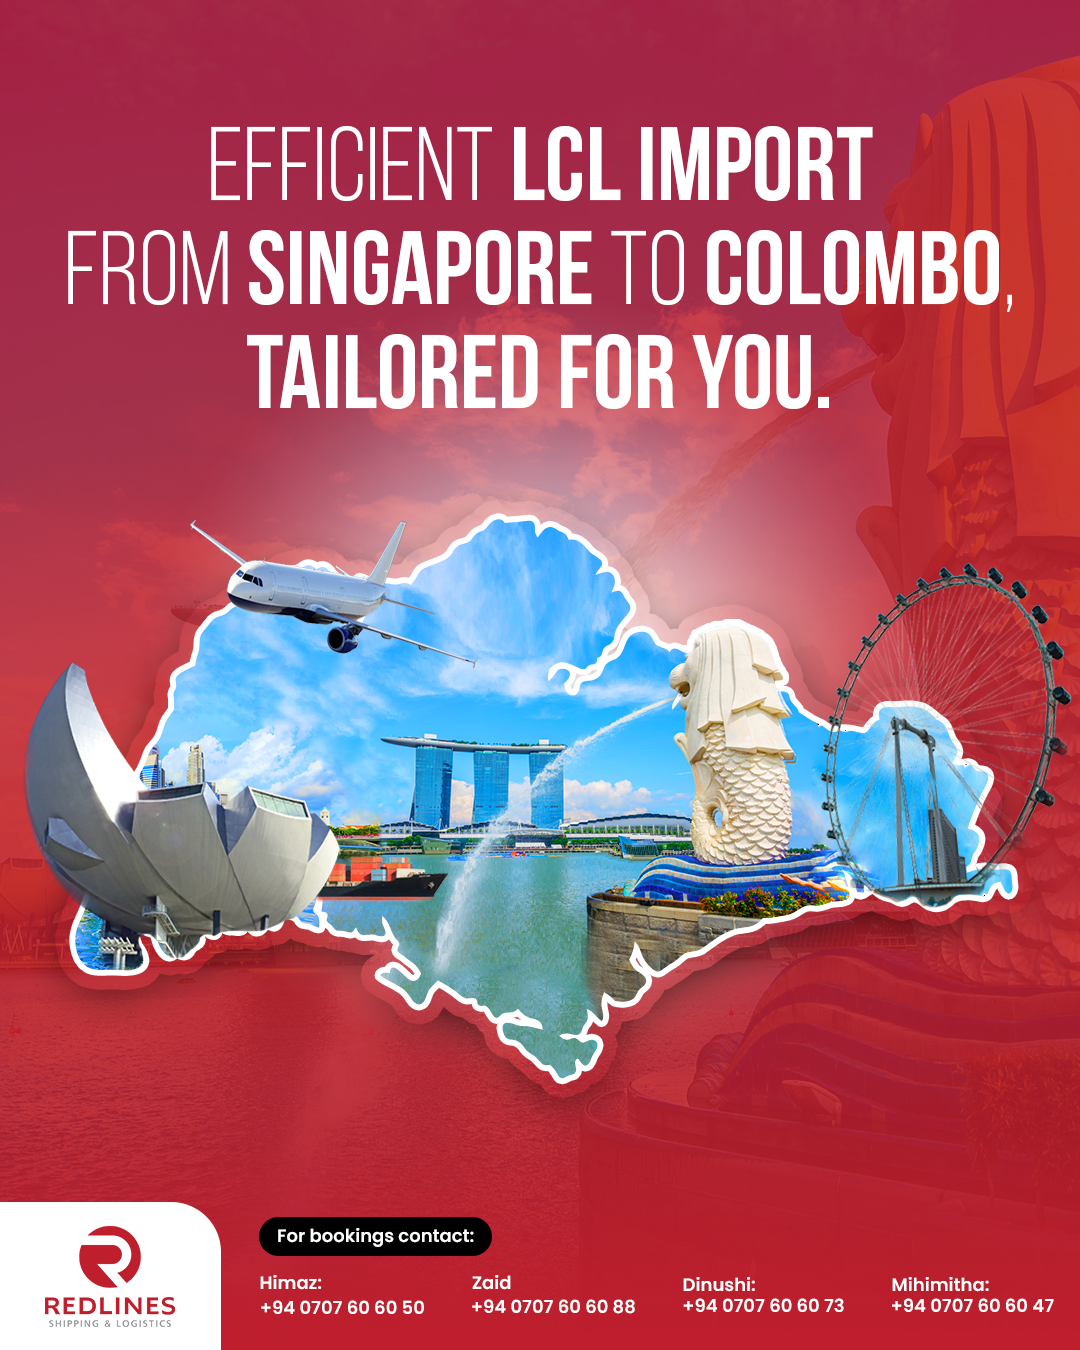 EFFICIENT LCL IMPORT
FROM SINGAPORE TO COLOMBO,
TAILORED FOR YOU.
For bookings contact:
Himaz:
+94 0707 60 60 50
Zaid
+94 0707 60 60 88
Dinushi:
+94 0707 60 60 73
Mihimitha:
+94 0707 60 60 47
REDLINES
SHIPPING & LOGISTICS